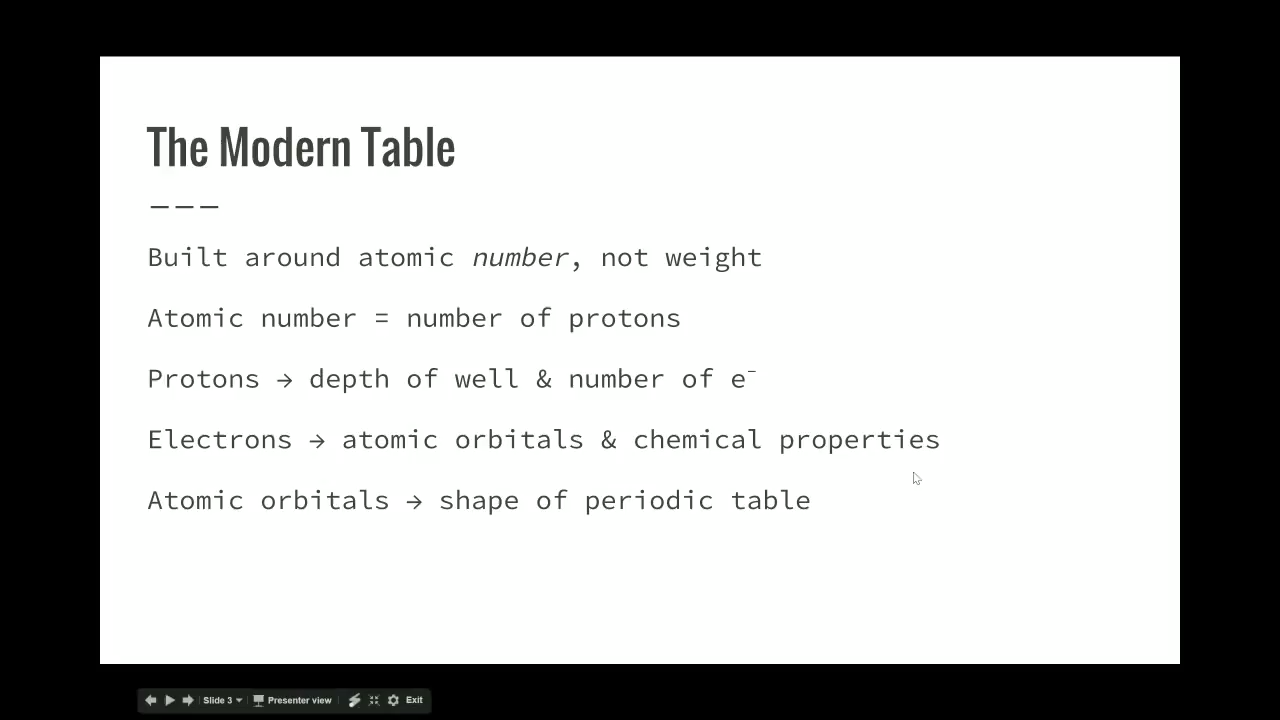 The Modern Table
___
Built around atomic number, not weight
Atomic number = number of protons
Protons → depth of well & number of e⁻
Electrons → atomic orbitals & chemical properties
Atomic orbitals → shape of periodic table
Slide 3 Presenter view Exit